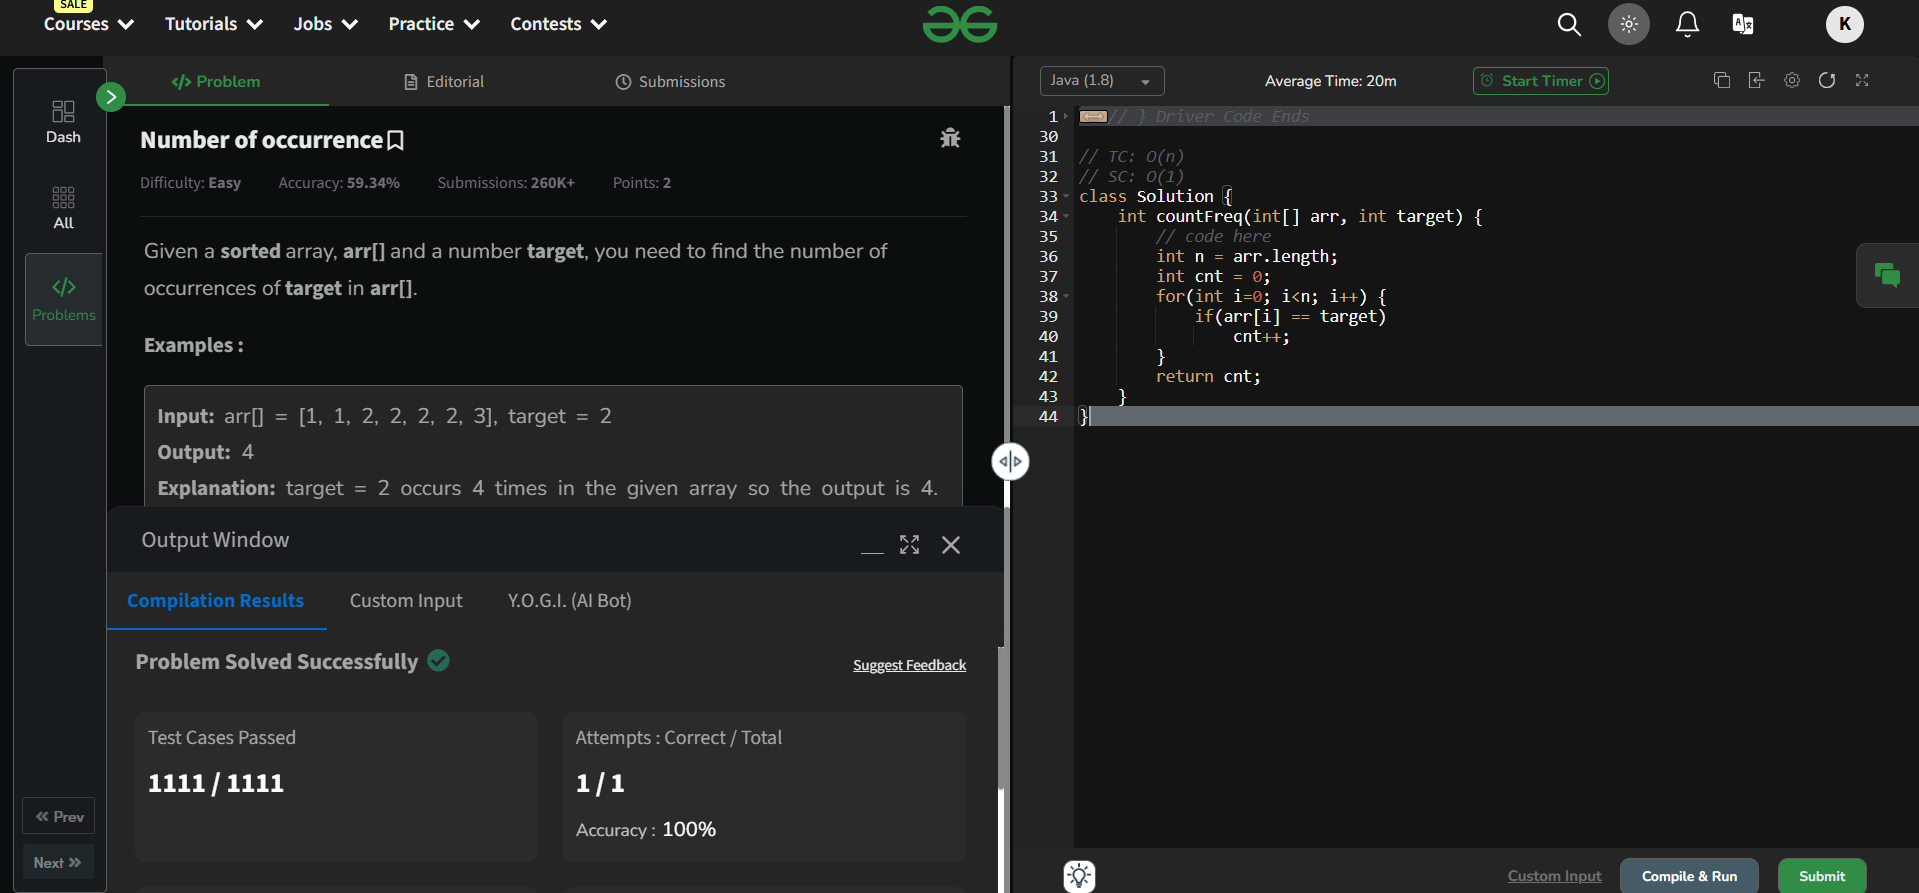 SALE
Courses Tutorials Jobs Practice Contests
K
Dash
All
Problems
Prev
Next
</> Problem Editorial Submissions
Number of occurrence
Difficulty: Easy Accuracy: 59.34% Submissions: 260K+ Points: 2
Given a sorted array, arr[] and a number target, you need to find the number of
occurrences of target in arr[].
Examples :
Input: arr[] = [1, 1, 2, 2, 2, 2, 3], target = 2
Output: 4
Explanation: target = 2 occurs 4 times in the given array so the output is 4.
Output Window
Compilation Results Custom Input Y.O.G.I. (AI Bot)
Problem Solved Successfully
Suggest Feedback
Test Cases Passed
1111 / 1111
Attempts : Correct / Total
1 / 1
Accuracy : 100%
Java (1.8) Average Time: 20m Start Timer
1 // } Driver Code Ends
30
31 // TC: O(n)
32 // SC: O(1)
33 class Solution {
34 int countFreq(int[] arr, int target) {
35 // code here
36 int n = arr.length;
37 int cnt = 0;
38 for(int i=0; i<n; i++) {
39 if(arr[i] == target)
40 cnt++;
41 }
42 return cnt;
43 }
44 }
Custom Input Compile & Run Submit